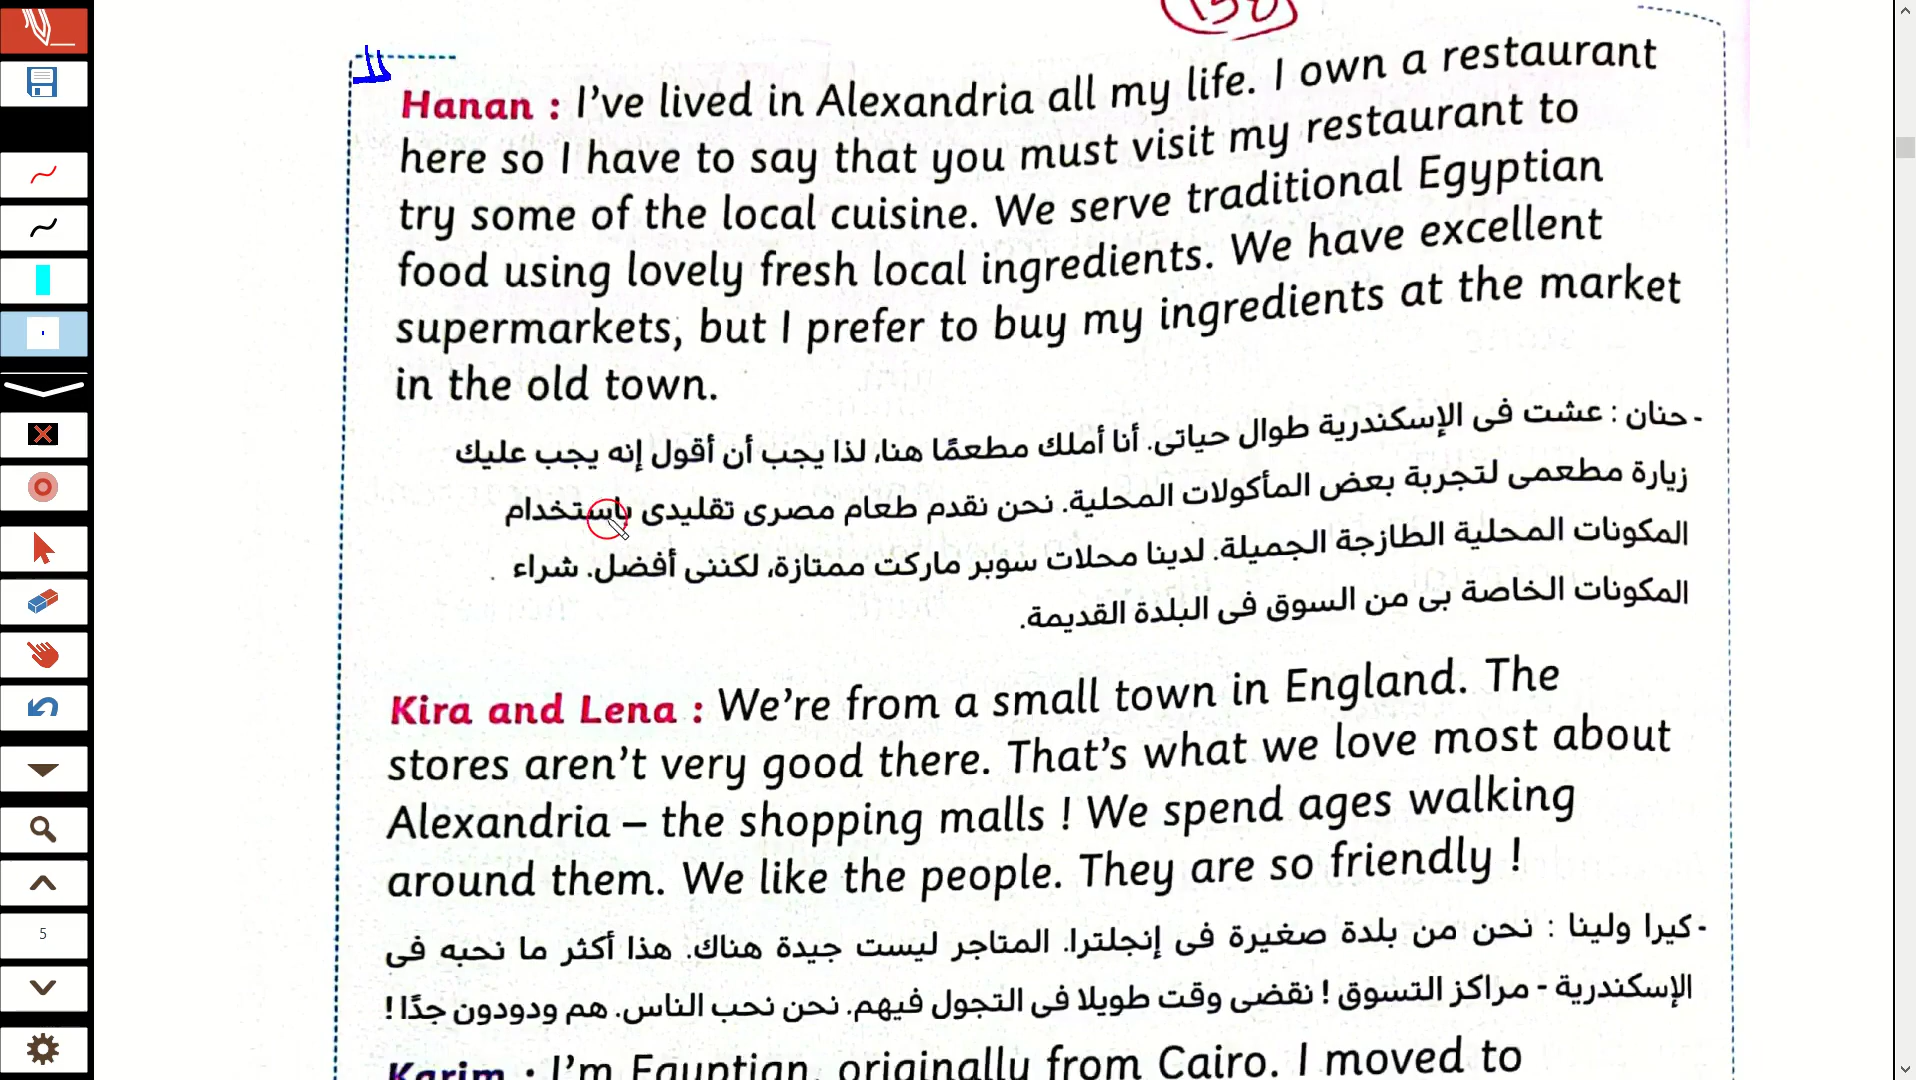 Hanan : I've lived in Alexandria all my life. I own a restaurant
here so I have to say that you must visit my restaurant to
try some of the local cuisine. We serve traditional Egyptian
food using lovely fresh local ingredients. We have excellent
supermarkets, but I prefer to buy my ingredients at the market
in the old town.
- حنان : عشت فى الإسكندرية طوال حياتى. أنا أملك مطعمًا هنا، لذا يجب أن أقول إنه يجب عليك
زيارة مطعمى لتجربة بعض المأكولات المحلية. نحن نقدم طعام مصرى تقليدى باستخدام
المكونات المحلية الطازجة الجميلة. لدينا محلات سوبر ماركت ممتازة، لكننى أفضل. شراء .
المكونات الخاصة بى من السوق فى البلدة القديمة.
Kira and Lena : We're from a small town in England. The
stores aren't very good there. That's what we love most about
Alexandria – the shopping malls ! We spend ages walking
around them. We like the people. They are so friendly !
- كيرا ولينا : نحن من بلدة صغيرة فى إنجلترا. المتاجر ليست جيدة هناك. هذا أكثر ما نحبه فى
الإسكندرية - مراكز التسوق ! نقضى وقت طويلا فى التجول فيهم. نحن نحب الناس. هم ودودون جدًا !
Karim : I'm Egyptian, originally from Cairo. I moved to
5